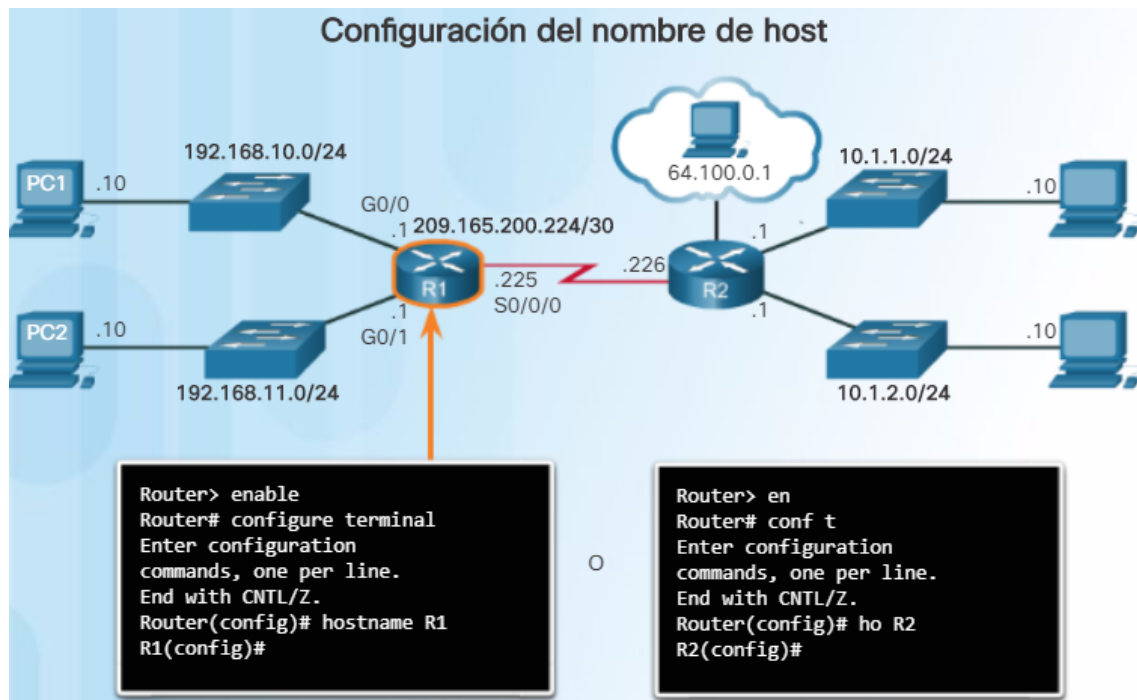 Configuración del nombre de host
192.168.10.0/24
10.1.1.0/24
64.100.0.1
PC1
.10
.10
G0/0
.1
209.165.200.224/30
.1
R1
.225
S0/0/0
.226
R2
.1
G0/1
.1
PC2
.10
.10
192.168.11.0/24
10.1.2.0/24
Router> enable
Router# configure terminal
Enter configuration
commands, one per line.
End with CNTL/Z.
Router(config)# hostname R1
R1(config)#
O
Router> en
Router# conf t
Enter configuration
commands, one per line.
End with CNTL/Z.
Router(config)# ho R2
R2(config)#